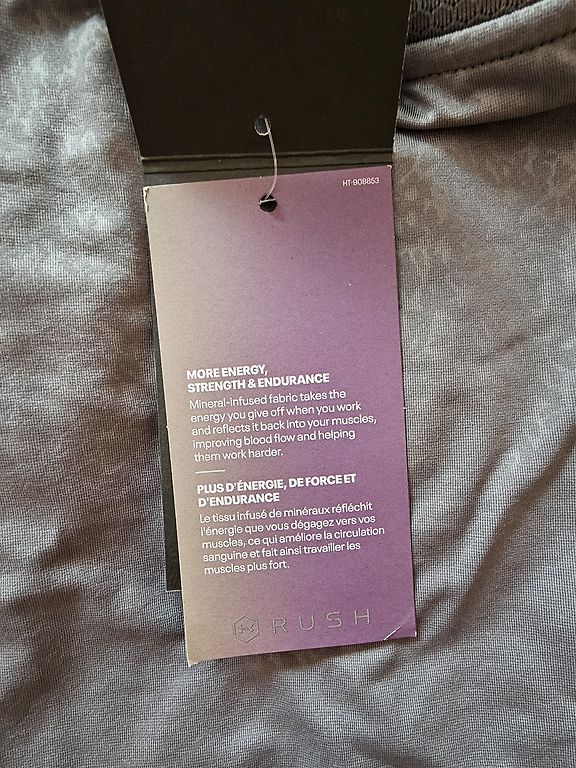 HT-908853
MORE ENERGY,
STRENGTH & ENDURANCE
Mineral-infused fabric takes the
energy you give off when you work
and reflects it back into your muscles,
improving blood flow and helping
them work harder.
PLUS D'ÉNERGIE, DE FORCE ET
D'ENDURANCE
Le tissu infusé de minéraux réfléchit
l'énergie que vous dégagez vers vos
muscles, ce qui améliore la circulation
sanguine et fait ainsi travailler les
muscles plus fort.
RUSH